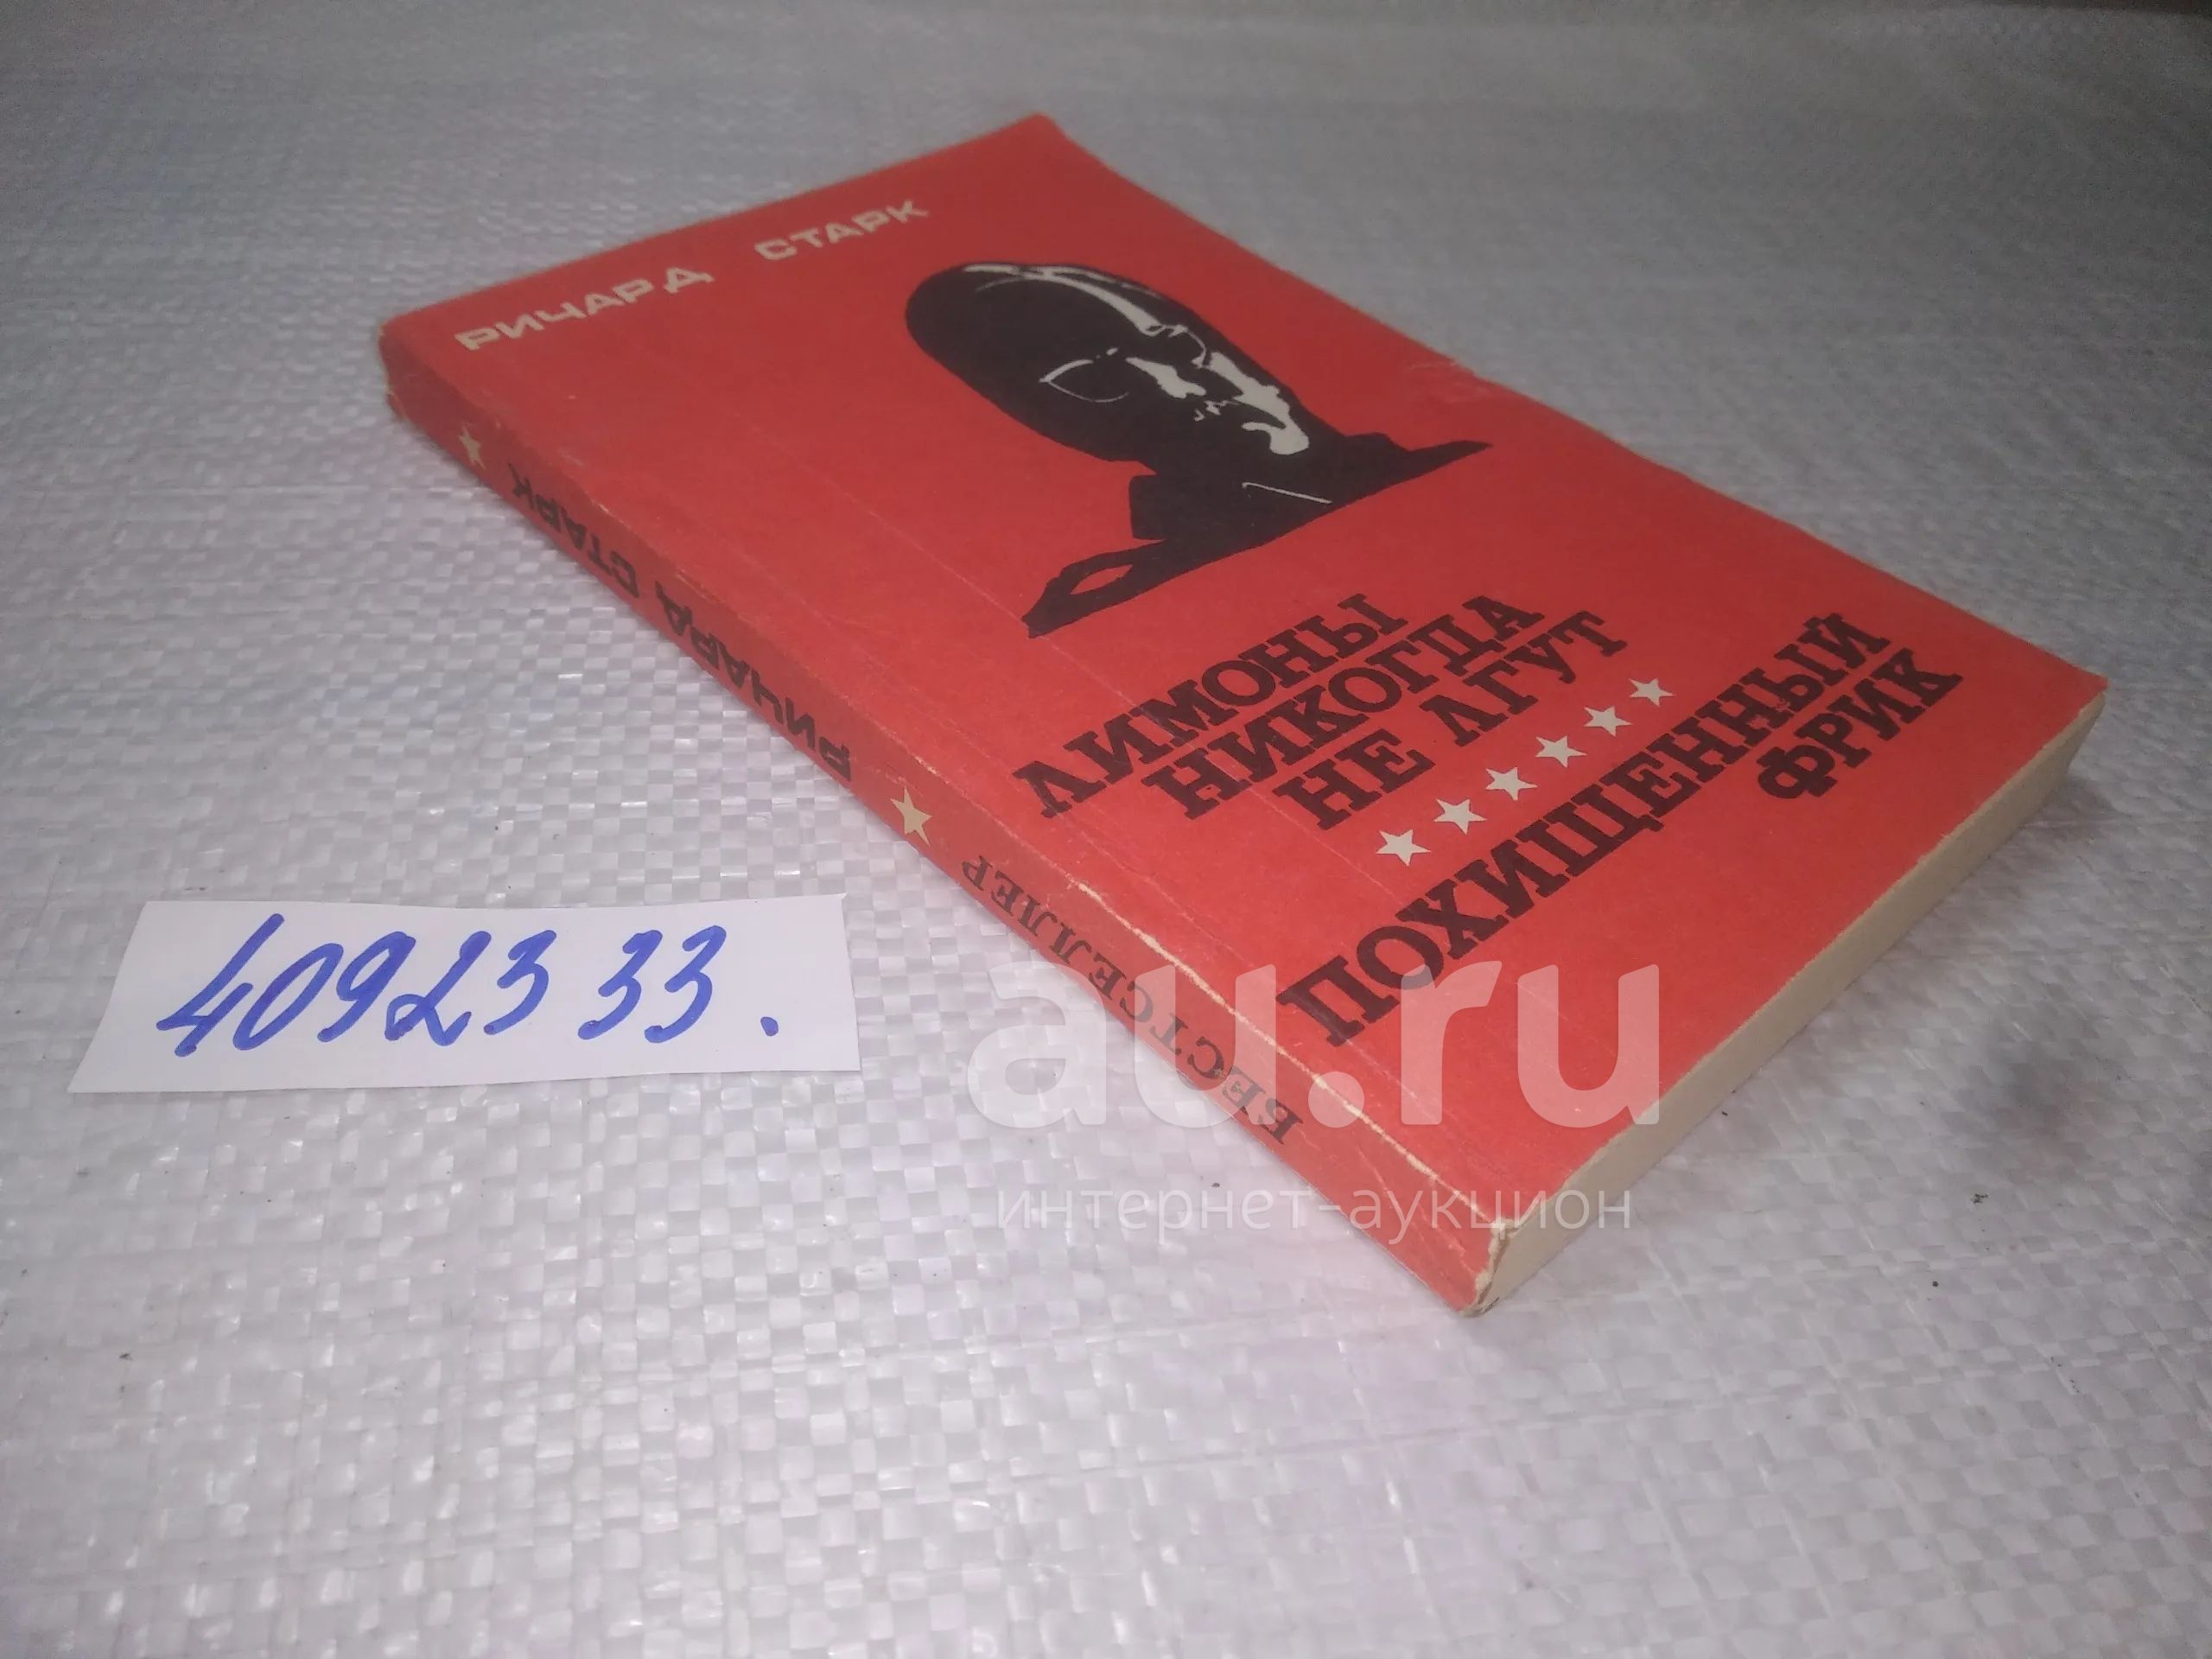 РИЧАРД СТАРК
ЛИМОНЫ
НИКОГДА
НЕ ЛГУТ
ПОХИЩЕННЫЙ
ФРИК
РИЧАРД СТАРК
БЕСТСЕЛЛЕР
4092333.
au.ru
интернет-аукцион